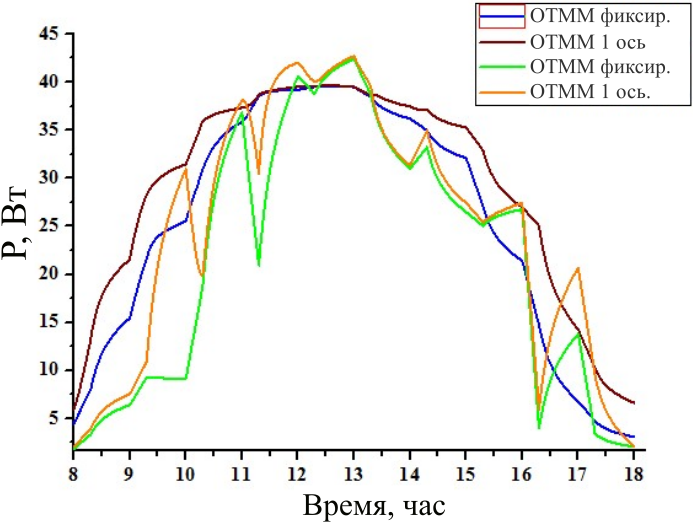 ОТММ фиксир.
ОТММ 1 ось
ОТММ фиксир.
ОТММ 1 ось.
P, Вт
45
40
35
30
25
20
15
10
5
8 9 10 11 12 13 14 15 16 17 18
Время, час